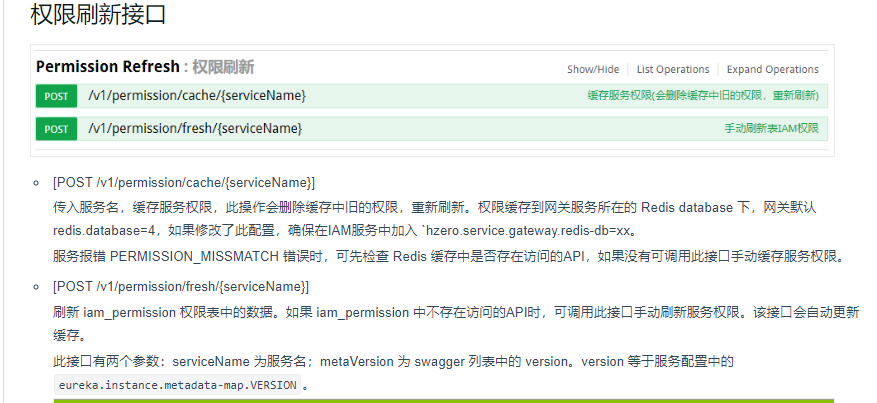 权限刷新接口
Permission Refresh : 权限刷新
Show/Hide
List Operations
Expand Operations
POST /v1/permission/cache/{serviceName} 缓存服务权限(会删除缓存中旧的权限，重新刷新)
POST /v1/permission/fresh/{serviceName} 手动刷新表IAM权限
[POST /v1/permission/cache/{serviceName}]
传入服务名，缓存服务权限，此操作会删除缓存中旧的权限，重新刷新。权限缓存到网关服务所在的 Redis database 下，网关默认
redis.database=4，如果修改了此配置，确保在IAM服务中加入 `hzero.service.gateway.redis-db=xx。
服务报错 PERMISSION_MISSMATCH 错误时，可先检查 Redis 缓存中是否存在访问的API，如果没有可调用此接口手动缓存服务权限。
[POST /v1/permission/fresh/{serviceName}]
刷新 iam_permission 权限表中的数据。如果 iam_permission 中不存在访问的API时，可调用此接口手动刷新服务权限。该接口会自动更新
缓存。
此接口有两个参数：serviceName 为服务名；metaVersion 为 swagger 列表中的 version。version 等于服务配置中的
eureka.instance.metadata-map.VERSION 。